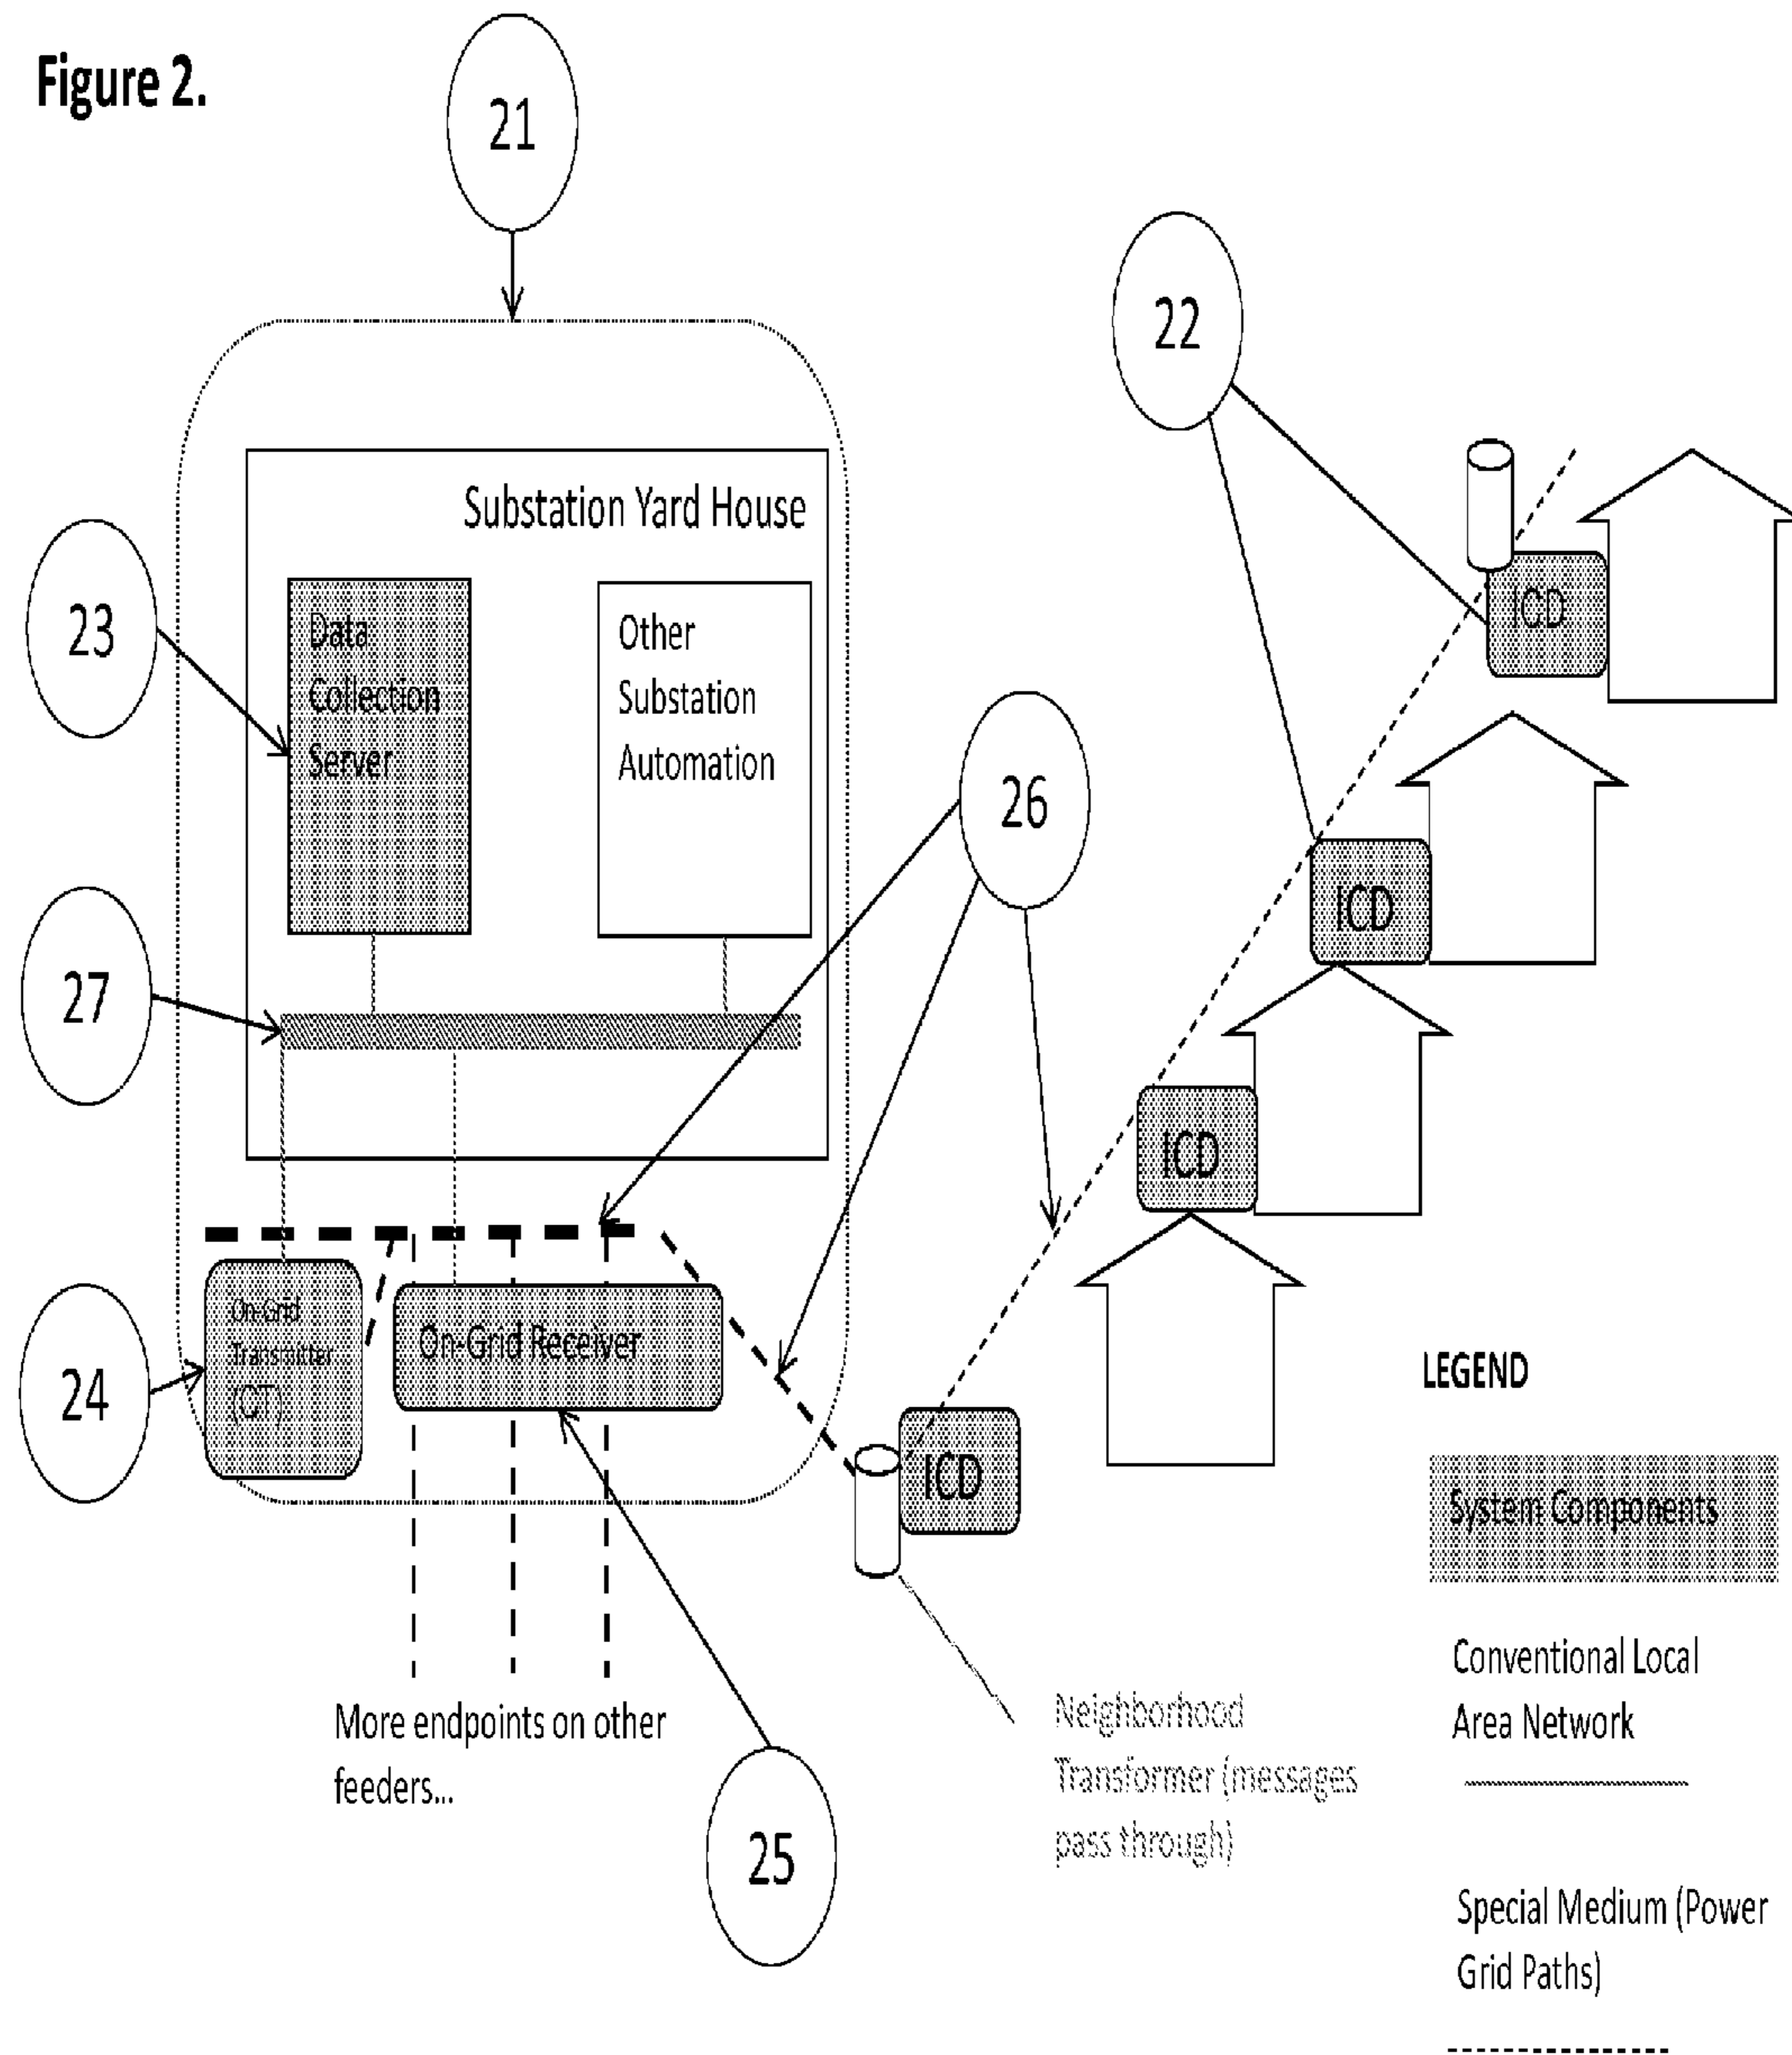 Figure 2.
21
22
Substation Yard House
23
Data
Collection
Server
Other
Substation
Automation
ICD
26
ICD
27
ICD
24
On-Grid
Transmitter
(OT)
On-Grid Receiver
ICD
LEGEND
System Components
Conventional Local
Area Network
More endpoints on other
feeders...
25
Neighborhood
Transformer (messages
pass through)
Special Medium (Power
Grid Paths)